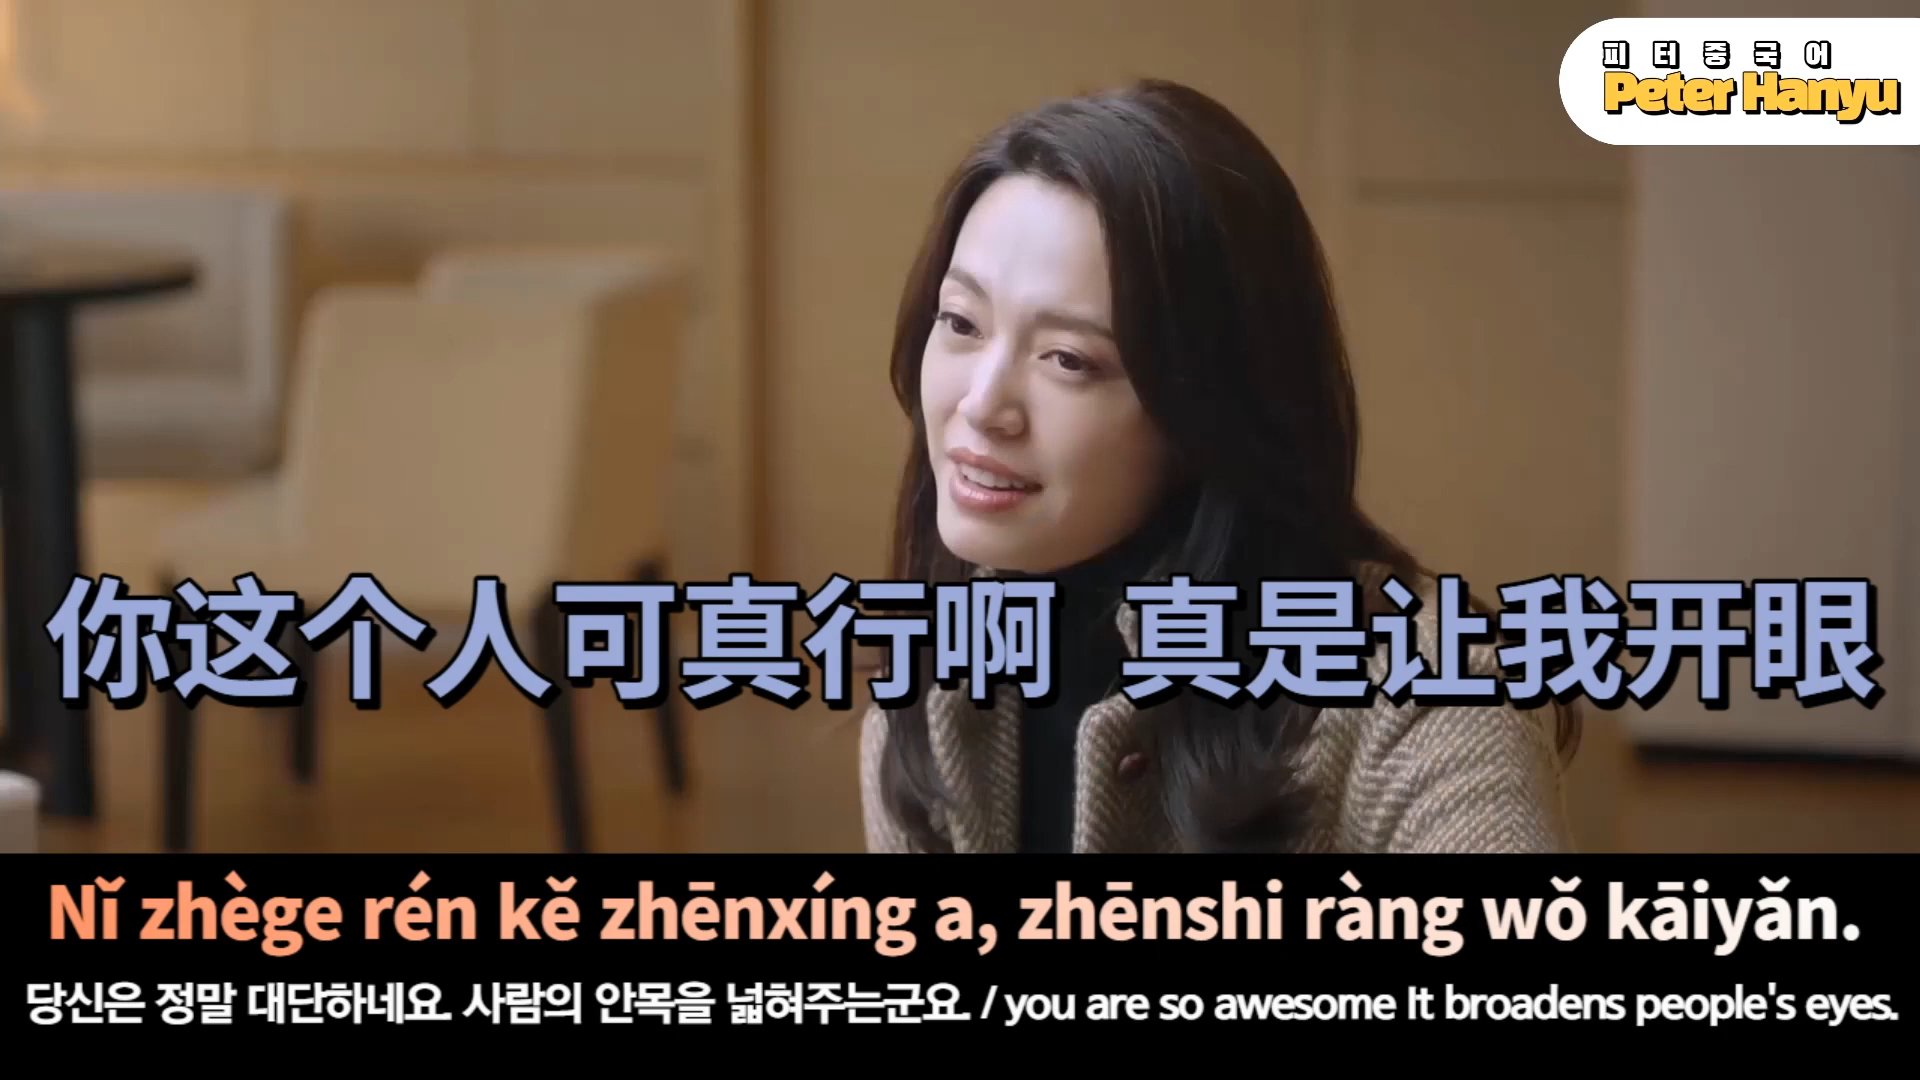 피터중국어
Peter Hanyu
你这个人可真行啊 真是让我开眼
Nǐ zhège rén kě zhēnxíng a, zhēnshi ràng wǒ kāiyǎn.
당신은 정말 대단하네요. 사람의 안목을 넓혀주는군요. / you are so awesome It broadens people's eyes.